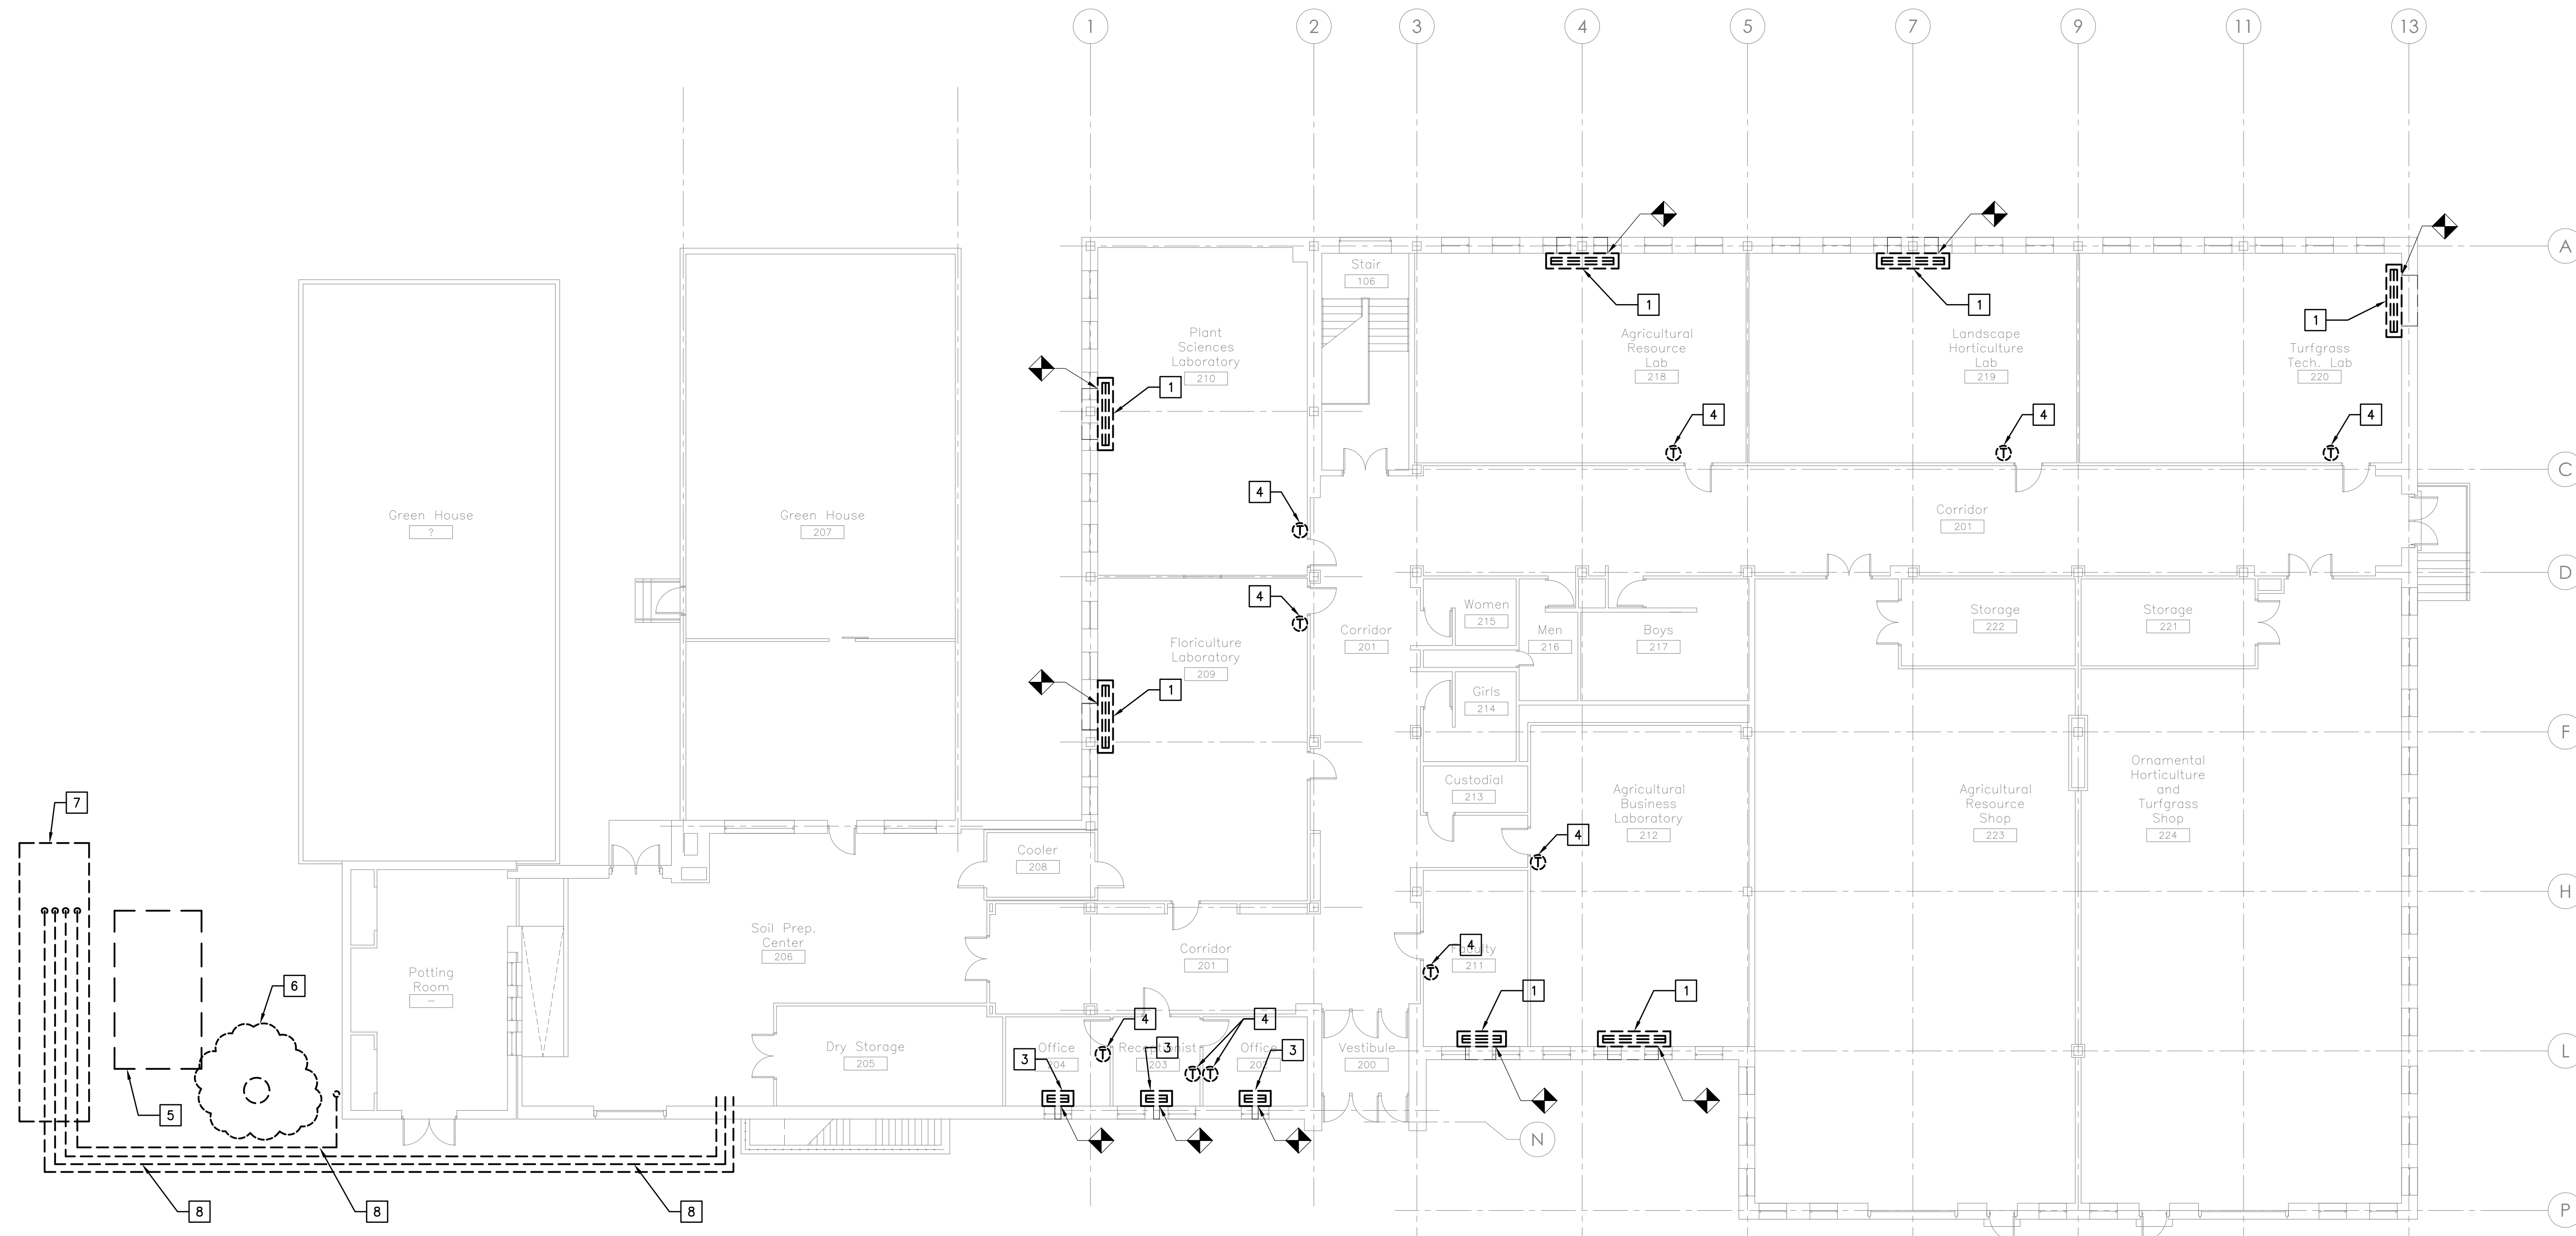 1
2
3
4
5
7
9
11
13
A
C
D
F
H
L
N
P
Stair
106
1
1
1
Plant
Sciences
Laboratory
210
1
Agricultural
Resource
Lab
218
Landscape
Horticulture
Lab
219
Turfgrass
Tech. Lab
220
4
T
4
T
4
T
4
T
Green House
?
Green House
207
Corridor
201
4
T
Floriculture
Laboratory
209
1
Corridor
201
Women
215
Men
216
Boys
217
Storage
222
Storage
221
Girls
214
Custodial
213
Agricultural
Business
Laboratory
212
Agricultural
Resource
Shop
223
Ornamental
Horticulture
and
Turfgrass
Shop
224
7
4
T
Cooler
208
Soil Prep.
Center
206
Corridor
201
4
T
Faculty
211
Potting
Room
-
6
5
1
1
4
T
4
T
T
Dry Storage
205
Office
204
Receptionist
203
Office
Vestibule
200
3
3
3
8
8
8